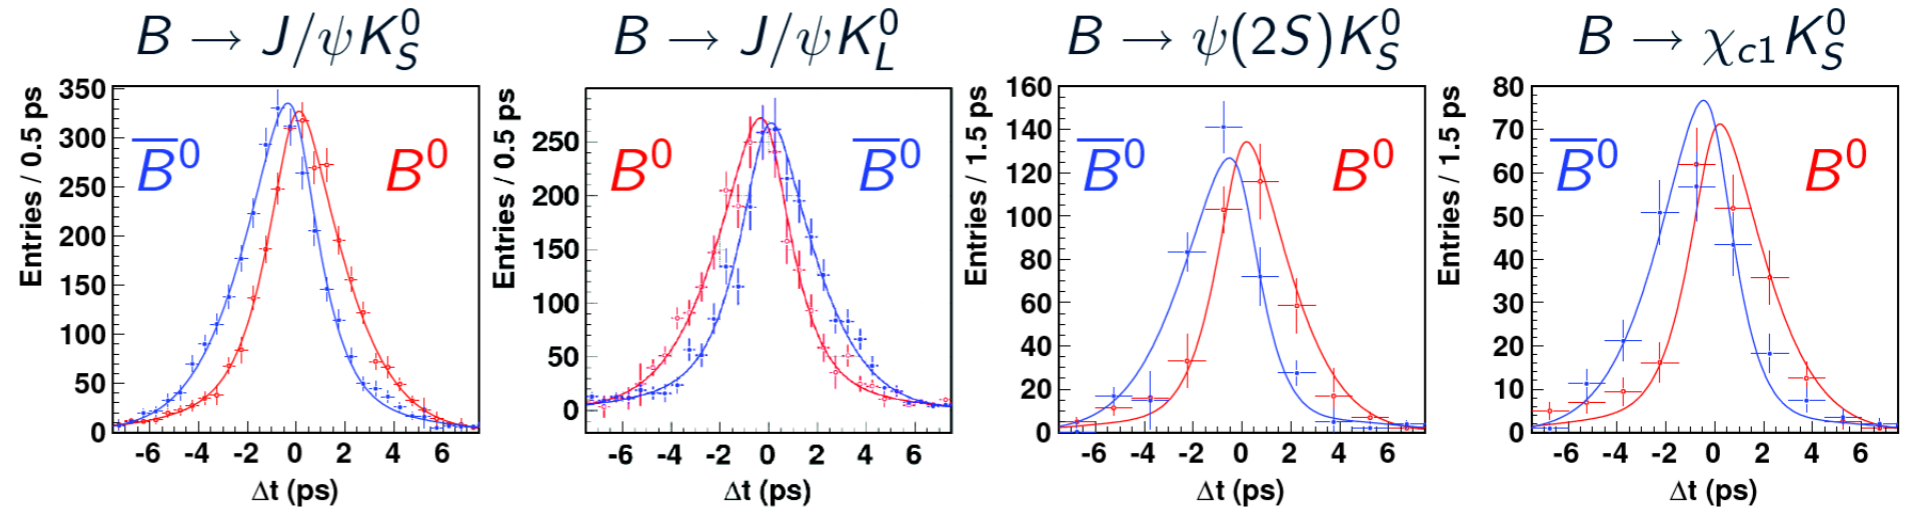 B → J/ψK⁰_S
B → J/ψK⁰_L
B → ψ(2S)K⁰_S
B → χ_c1K⁰_S
Entries / 0.5 ps
350
300
250
200
150
100
50
0
B̅⁰
B⁰
-6 -4 -2 0 2 4 6
Δt (ps)
Entries / 0.5 ps
250
200
150
100
50
0
B⁰
B̅⁰
-6 -4 -2 0 2 4 6
Δt (ps)
Entries / 1.5 ps
160
140
120
100
80
60
40
20
0
B̅⁰
B⁰
-6 -4 -2 0 2 4 6
Δt (ps)
Entries / 1.5 ps
80
70
60
50
40
30
20
10
0
B̅⁰
B⁰
-6 -4 -2 0 2 4 6
Δt (ps)